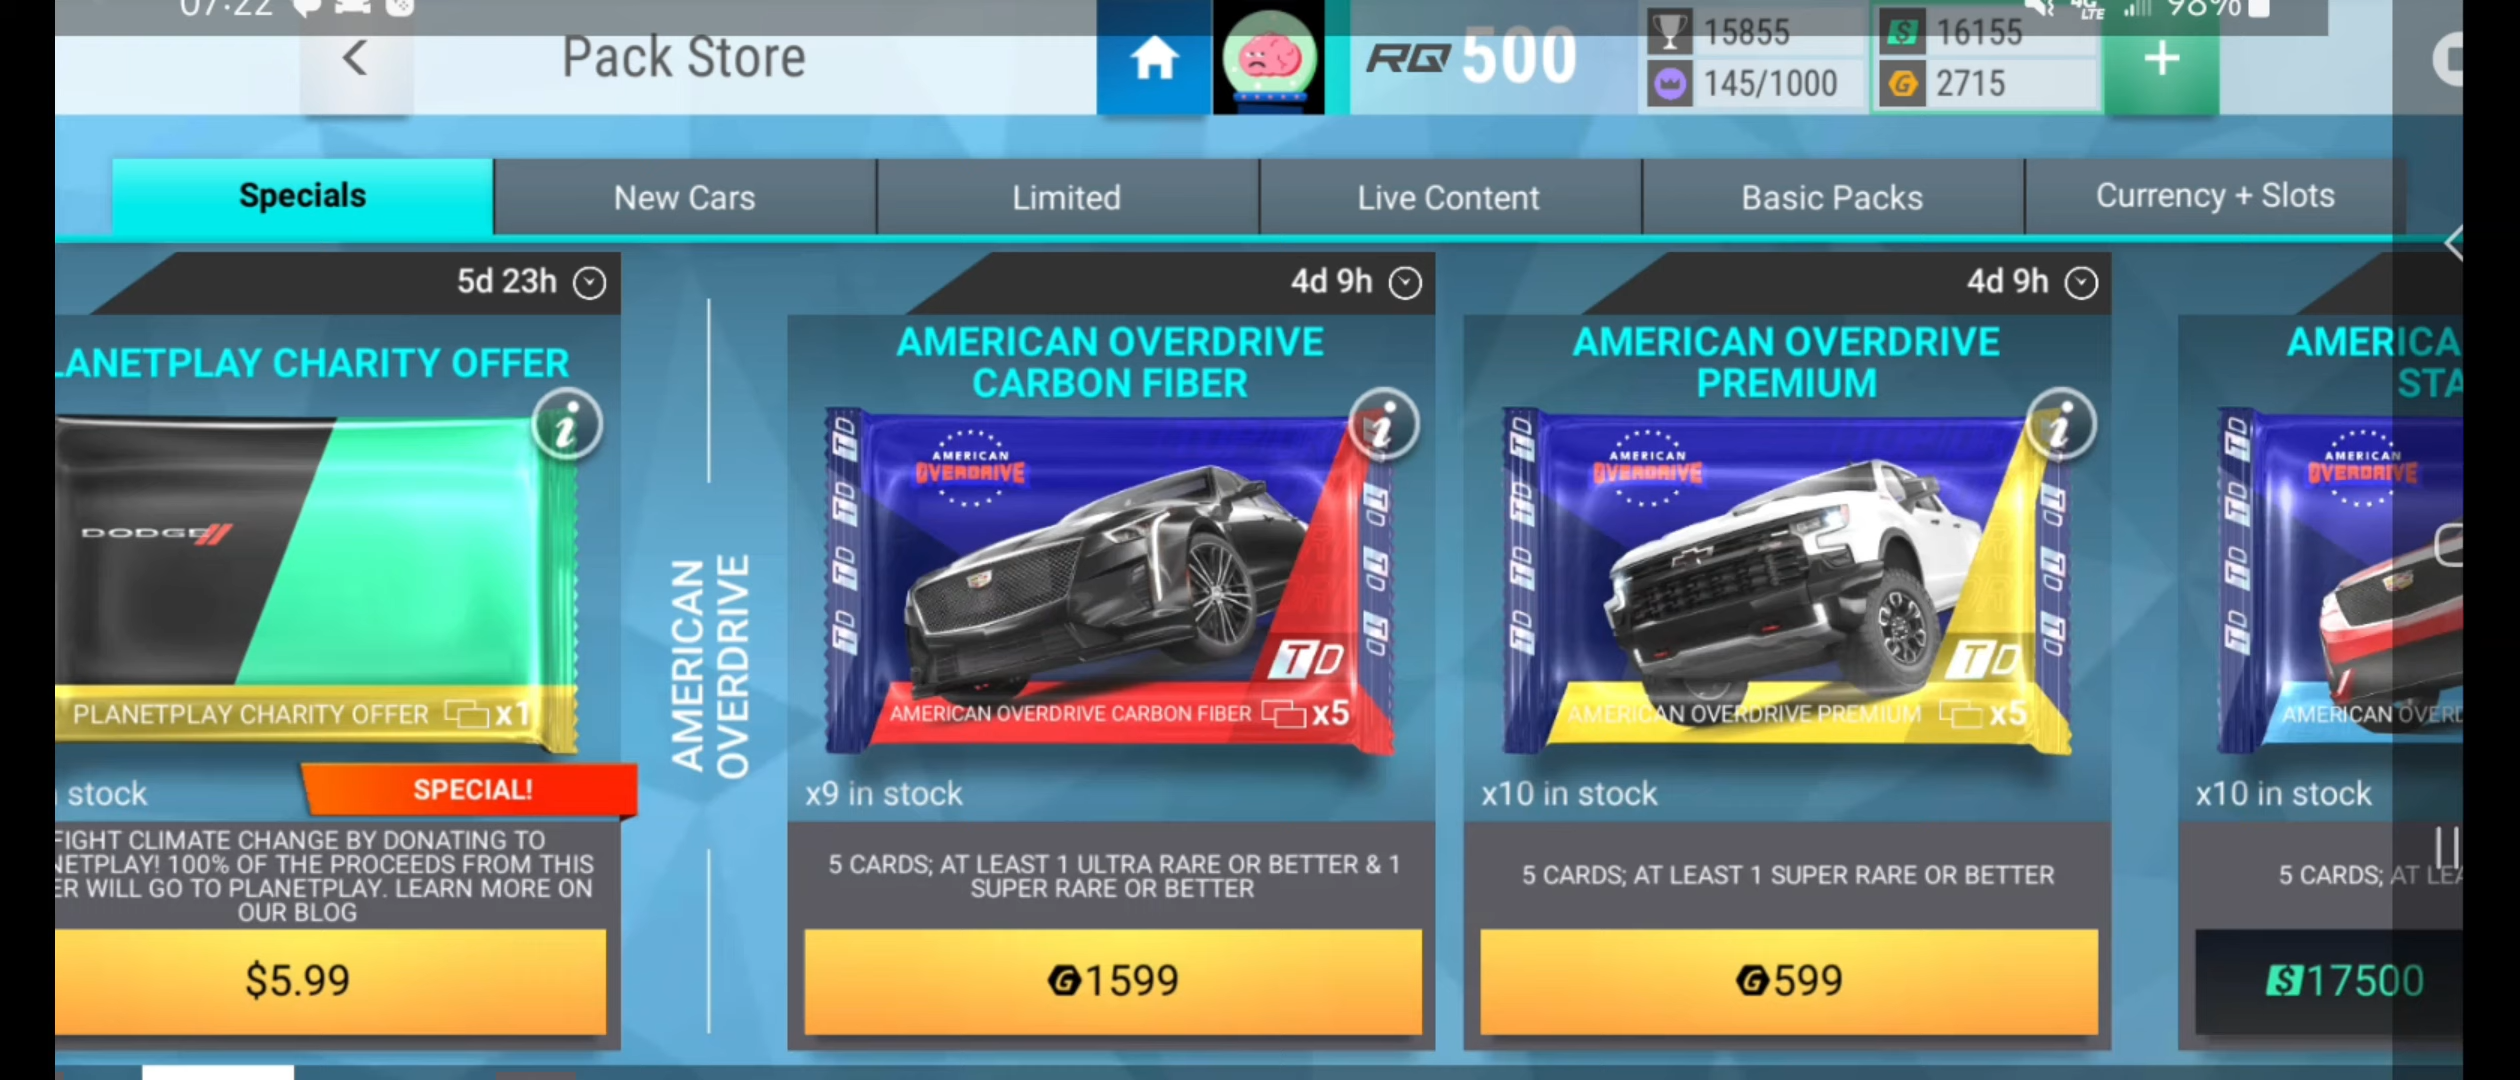 07:22
4G LTE
98%
Pack Store
RQ 500
15855
16155
145/1000
2715
Specials
New Cars
Limited
Live Content
Basic Packs
Currency + Slots
5d 23h
LANETPLAY CHARITY OFFER
DODGE
PLANETPLAY CHARITY OFFER x1
stock
SPECIAL!
FIGHT CLIMATE CHANGE BY DONATING TO
NETPLAY! 100% OF THE PROCEEDS FROM THIS
ER WILL GO TO PLANETPLAY. LEARN MORE ON
OUR BLOG
$5.99
AMERICAN
OVERDRIVE
4d 9h
AMERICAN OVERDRIVE
CARBON FIBER
AMERICAN
OVERDRIVE
TD
AMERICAN OVERDRIVE CARBON FIBER x5
x9 in stock
5 CARDS; AT LEAST 1 ULTRA RARE OR BETTER & 1
SUPER RARE OR BETTER
1599
4d 9h
AMERICAN OVERDRIVE
PREMIUM
AMERICAN
OVERDRIVE
TD
AMERICAN OVERDRIVE PREMIUM x5
x10 in stock
5 CARDS; AT LEAST 1 SUPER RARE OR BETTER
599
AMERICA
STA
AMERICAN
OVERDRIVE
AMERICAN OVER
x10 in stock
5 CARDS; AT LEA
17500